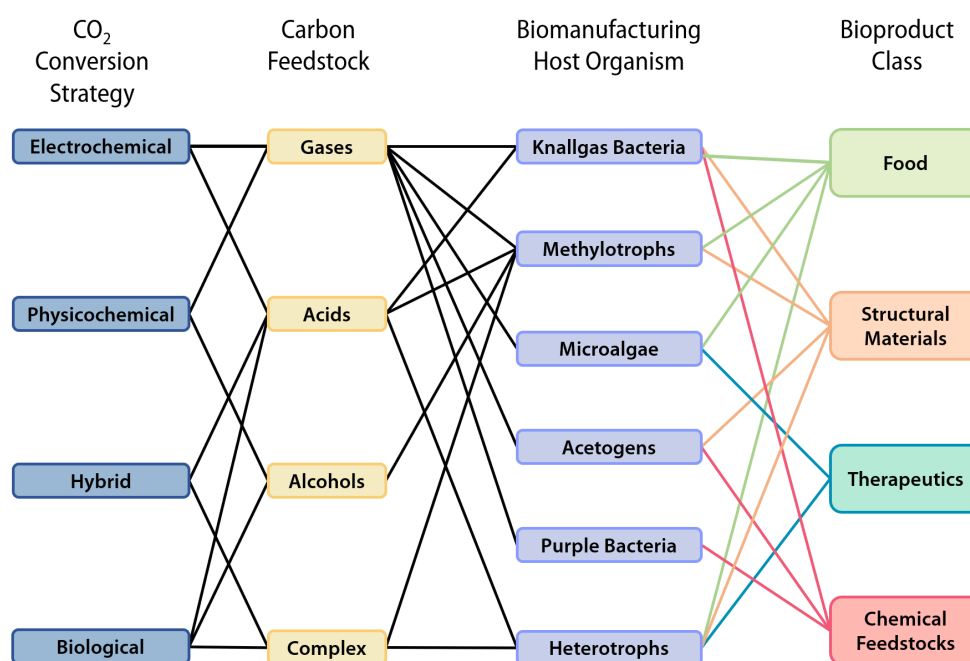 CO₂
Conversion
Strategy
Carbon
Feedstock
Biomanufacturing
Host Organism
Bioproduct
Class
Electrochemical
Physicochemical
Hybrid
Biological
Gases
Acids
Alcohols
Complex
Knallgas Bacteria
Methylotrophs
Microalgae
Acetogens
Purple Bacteria
Heterotrophs
Food
Structural
Materials
Therapeutics
Chemical
Feedstocks